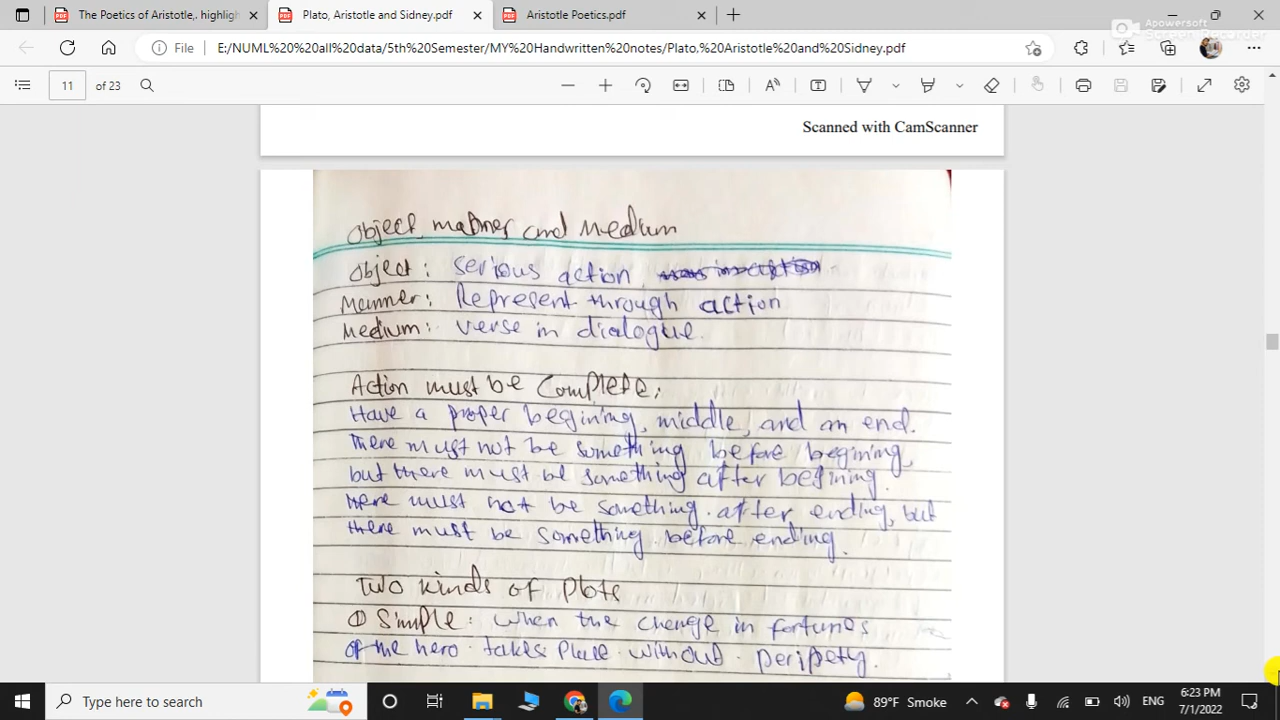 The Poetics of Aristotle,. highligh
Plato, Aristotle and Sidney.pdf
Aristotle Poetics.pdf
Apowersoft
Screen Recorder
File
E:/NUML%20%20all%20data/5th%20Semester/MY%20Handwritten%20notes/Plato,%20Aristotle%20and%20Sidney.pdf
11 of 23
Scanned with CamScanner
Object, manner and Medium
Object: Serious action
Manner: Represent through action
Medium: verse in dialogue.
Action must be Complete:
Have a proper begining, middle, and an end.
There must not be something before begining,
but there must be something after begining.
Here must not be something after ending, but
there must be something before ending.
Two kinds of Plots
① Simple: When the change in fortunes
of the hero takes place without peripety.
Type here to search
89°F Smoke
ENG
6:23 PM
7/1/2022